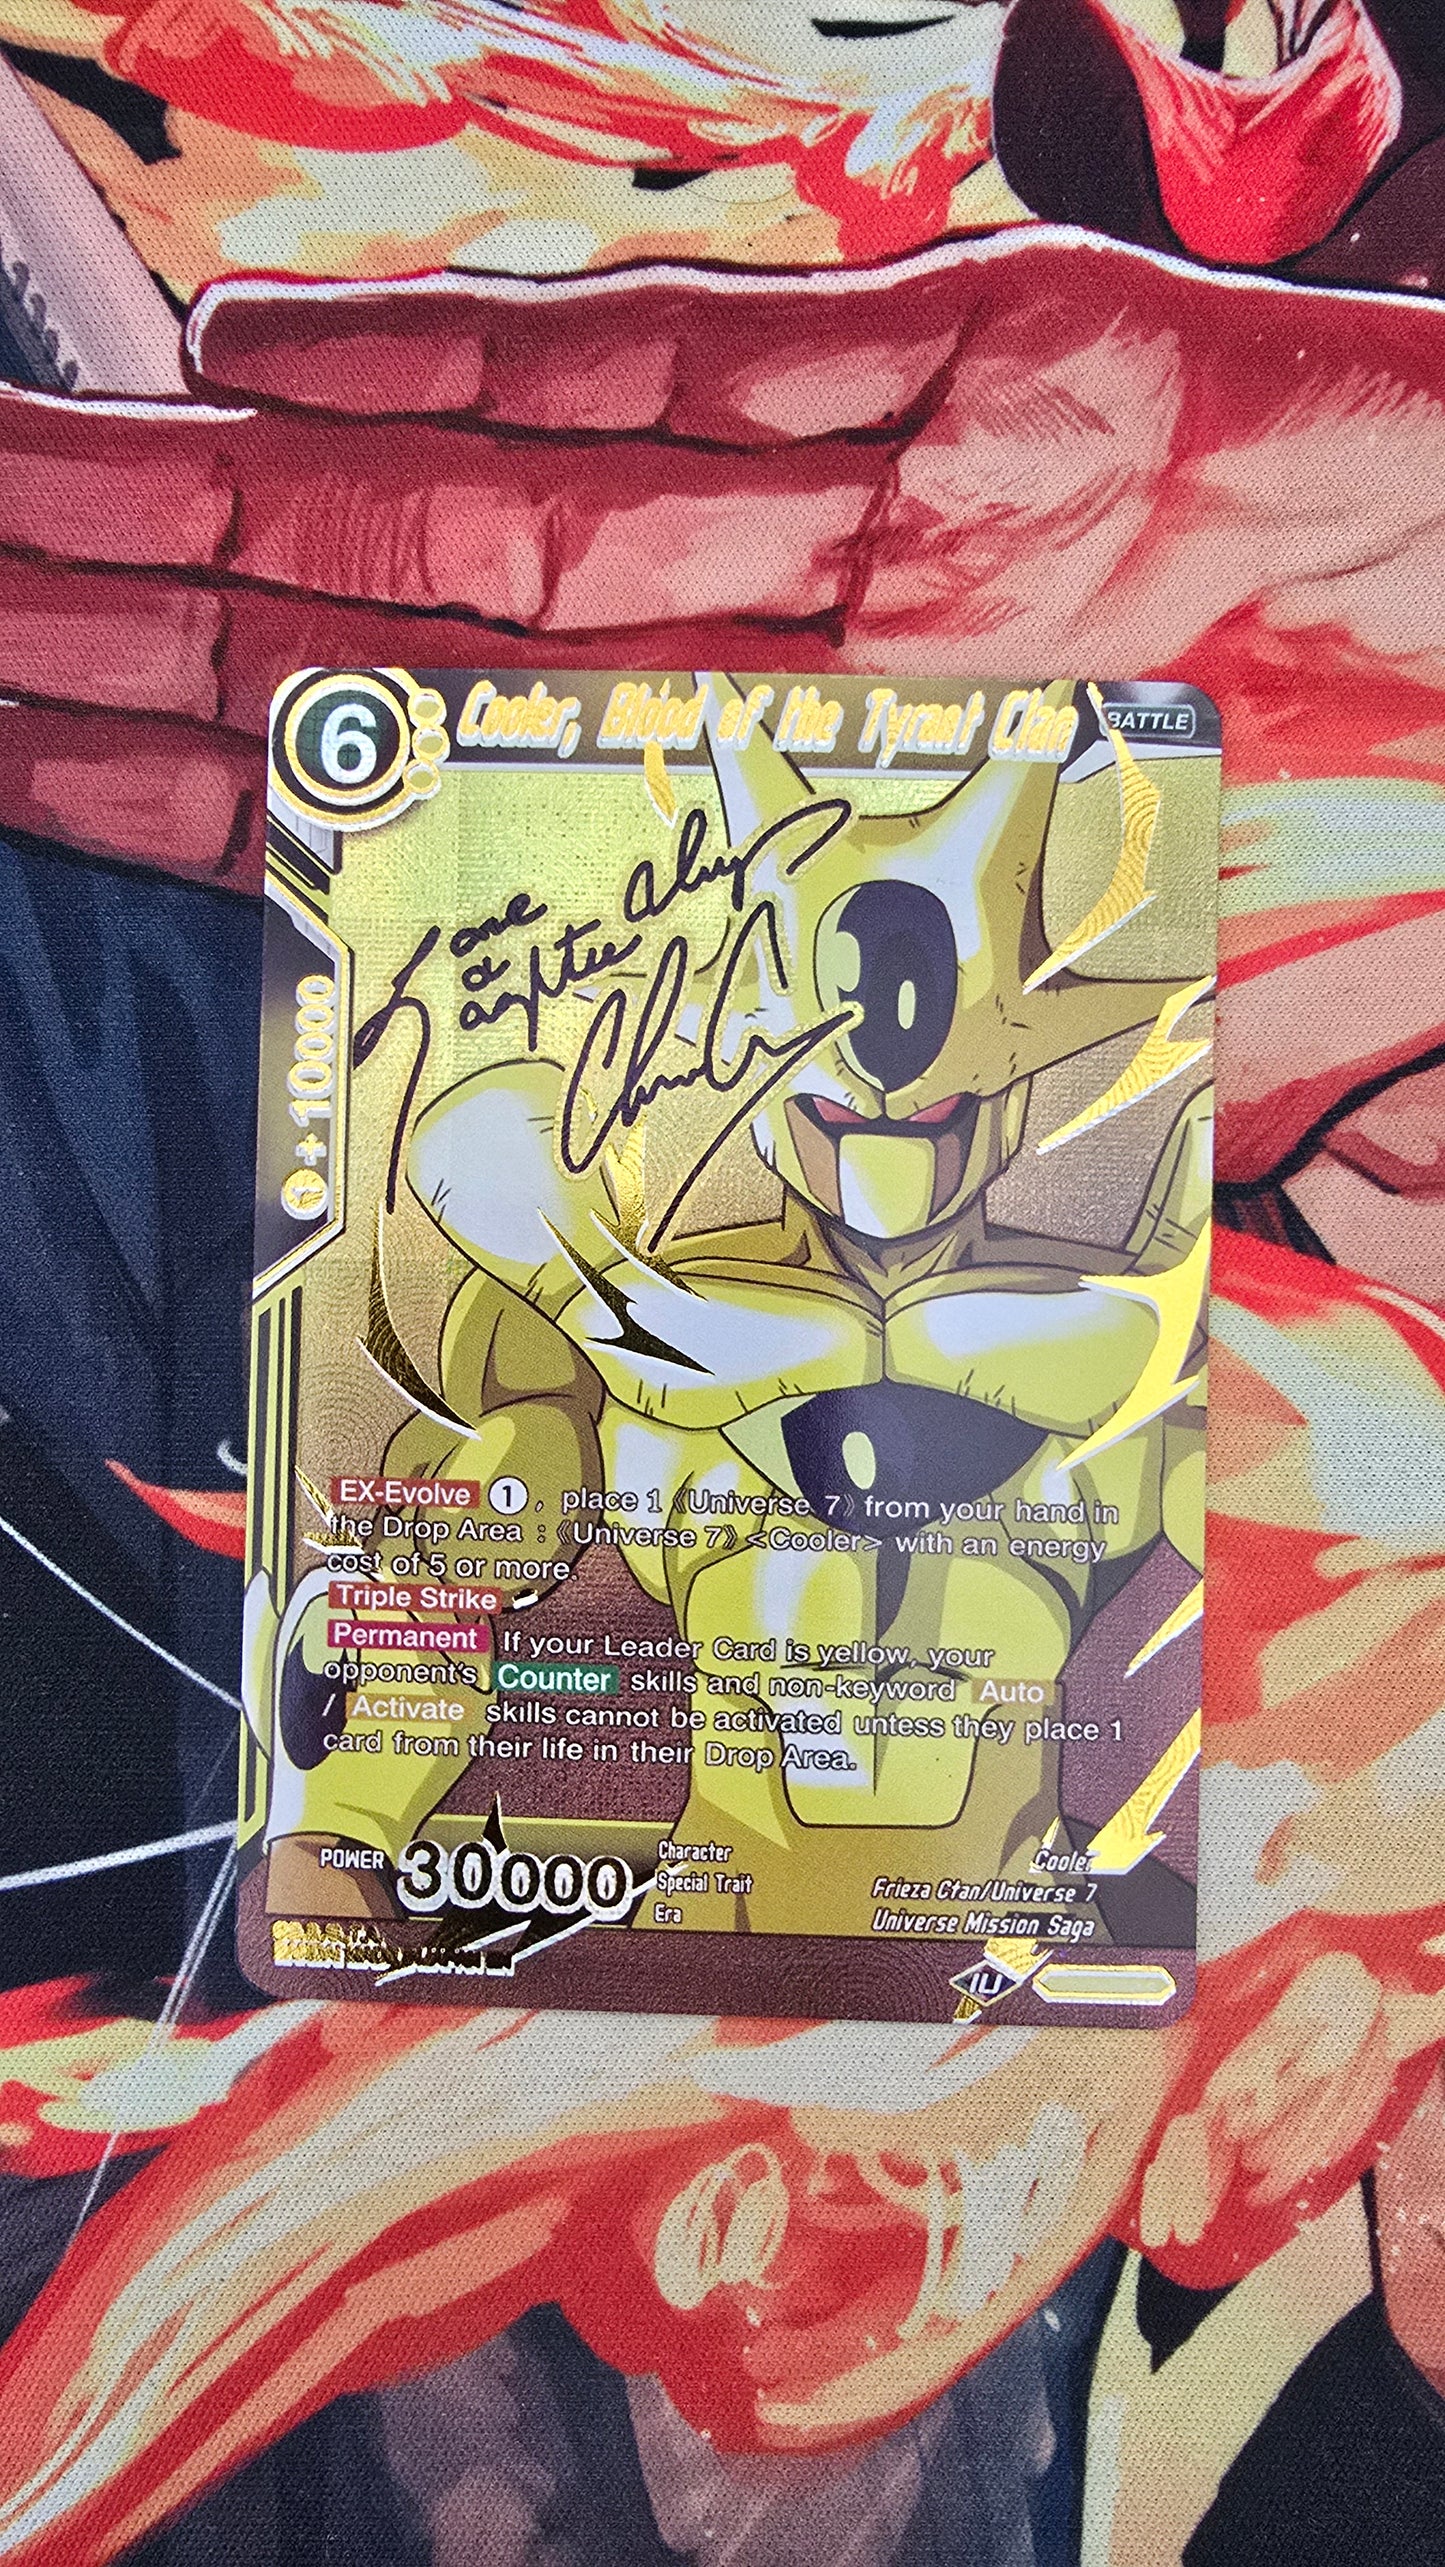 6
Cooler, Blood of the Tyrant Clan
BATTLE
+10000
EX-Evolve ①, place 1 《Universe 7》 from your hand in
the Drop Area : 《Universe 7》 <Cooler> with an energy
cost of 5 or more.
Triple Strike
Permanent If your Leader Card is yellow, your
opponent's Counter skills and non-keyword Auto
/ Activate skills cannot be activated untess they place 1
card from their life in their Drop Area.
POWER 30000
Character Cooler
Special Trait Frieza Ctan/Universe 7
Era Universe Mission Saga